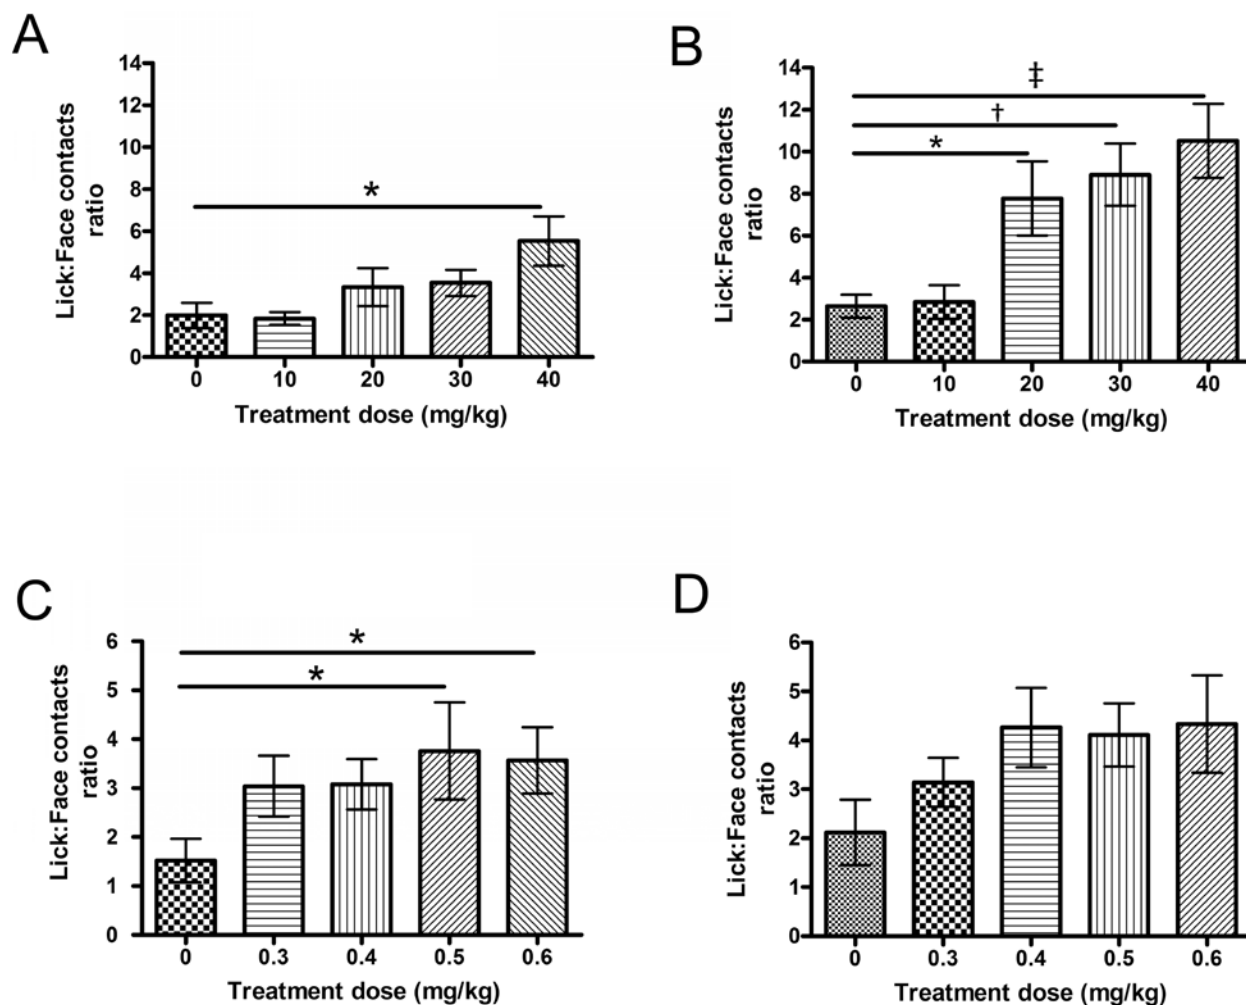 A
14
12
10
8
6
4
2
0
Lick:Face contacts
ratio
*
0 10 20 30 40
Treatment dose (mg/kg)
B
14
12
10
8
6
4
2
0
Lick:Face contacts
ratio
‡
†
*
0 10 20 30 40
Treatment dose (mg/kg)
C
6
5
4
3
2
1
0
Lick:Face contacts
ratio
*
*
0 0.3 0.4 0.5 0.6
Treatment dose (mg/kg)
D
6
5
4
3
2
1
0
Lick:Face contacts
ratio
0 0.3 0.4 0.5 0.6
Treatment dose (mg/kg)